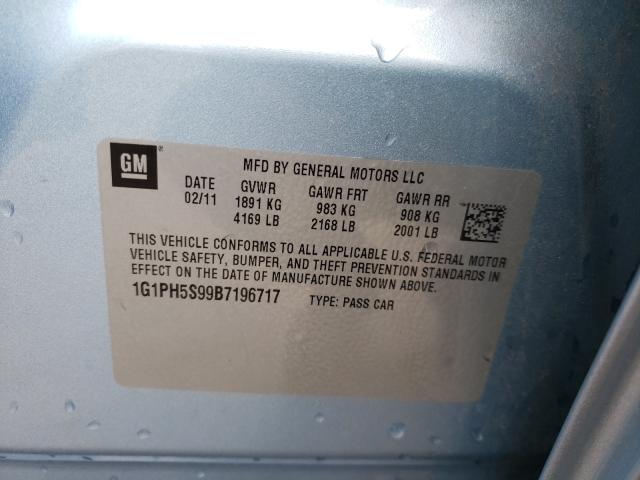 GM
MFD BY GENERAL MOTORS LLC
DATE GVWR GAWR FRT GAWR RR
02/11 1891 KG 983 KG 908 KG
4169 LB 2168 LB 2001 LB
THIS VEHICLE CONFORMS TO ALL APPLICABLE U.S. FEDERAL MOTOR
VEHICLE SAFETY, BUMPER, AND THEFT PREVENTION STANDARDS IN
EFFECT ON THE DATE OF MANUFACTURE SHOWN ABOVE.
1G1PH5S99B7196717 TYPE: PASS CAR